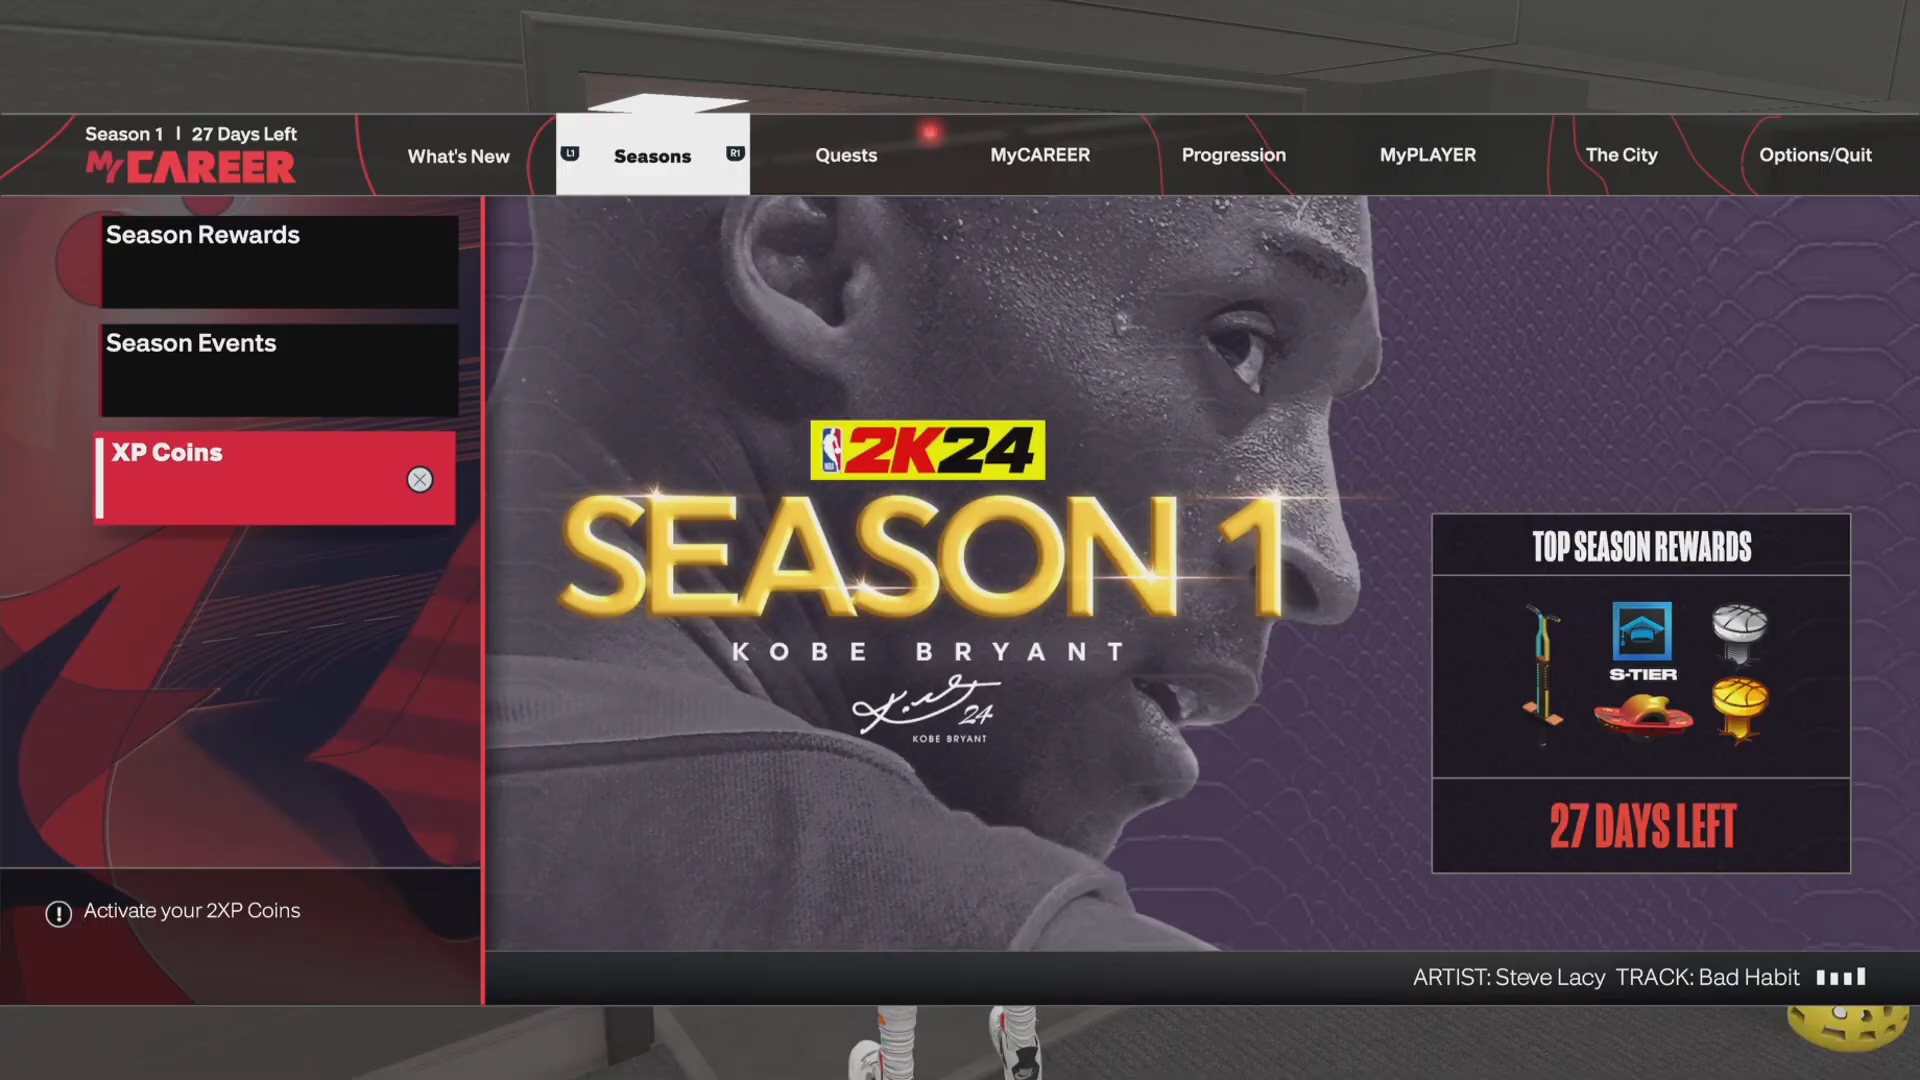 Season 1 | 27 Days Left
MyCAREER
What's New
L1
Seasons
R1
Quests
MyCAREER
Progression
MyPLAYER
The City
Options/Quit
Season Rewards
Season Events
XP Coins
Activate your 2XP Coins
NBA 2K24
SEASON 1
KOBE BRYANT
24
KOBE BRYANT
TOP SEASON REWARDS
S-TIER
27 DAYS LEFT
ARTIST: Steve Lacy TRACK: Bad Habit